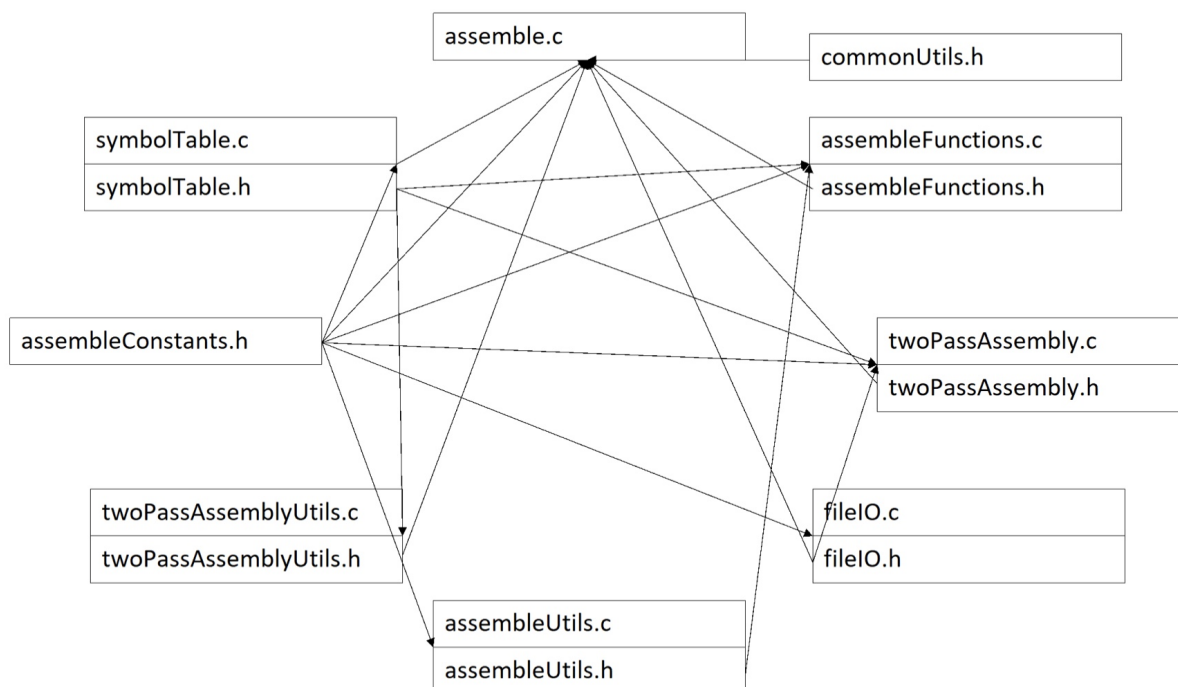 assemble.c
commonUtils.h
symbolTable.c
symbolTable.h
assembleFunctions.c
assembleFunctions.h
assembleConstants.h
twoPassAssembly.c
twoPassAssembly.h
twoPassAssemblyUtils.c
twoPassAssemblyUtils.h
fileIO.c
fileIO.h
assembleUtils.c
assembleUtils.h